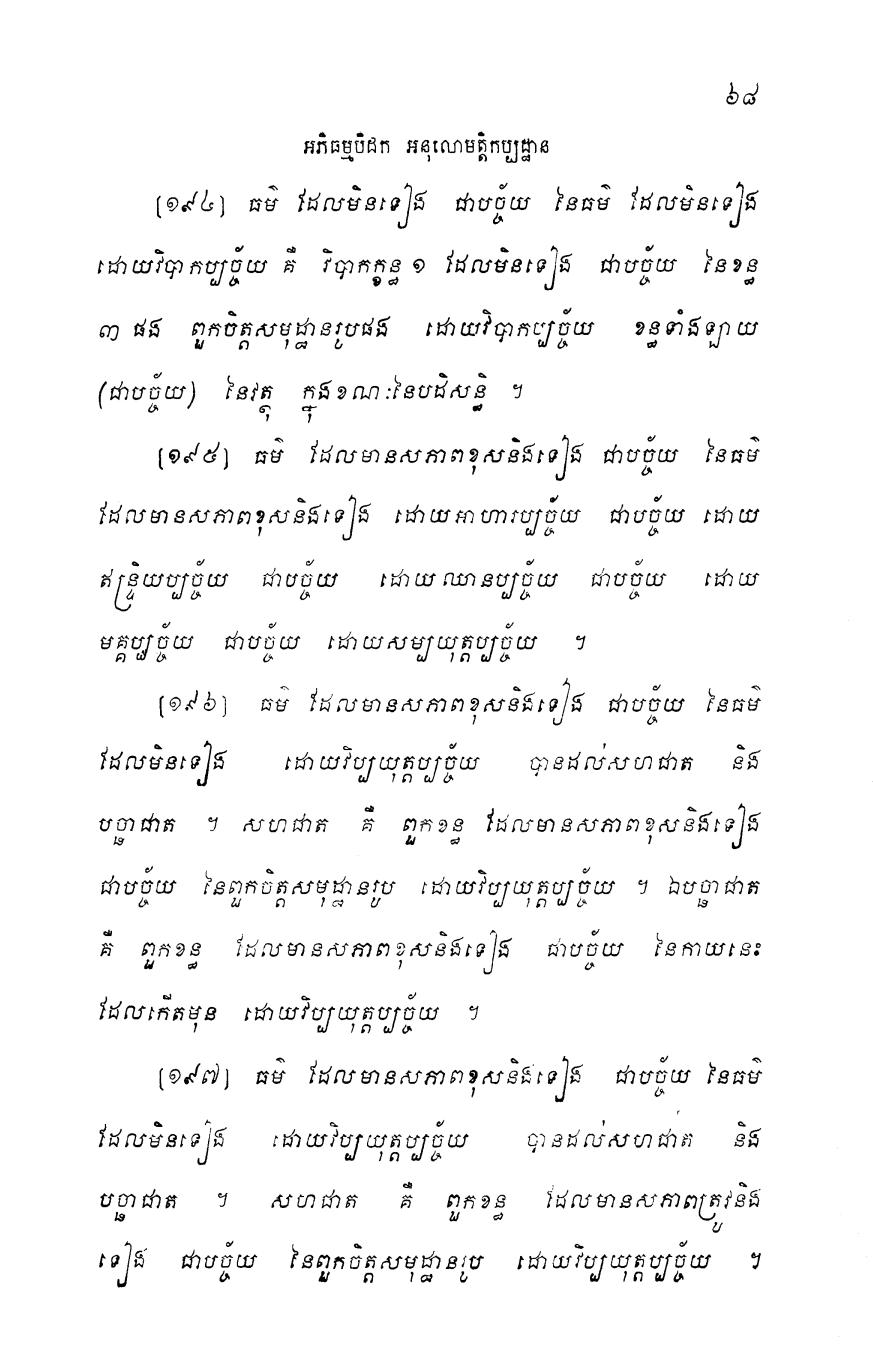 ៦៨
អភិធម្មបិដក អនុលោមត្តិកប្បដ្ឋាន
[១៩៤] ធម៌ ដែលមិនទៀង ជាបច្ច័យ នៃធម៌ ដែលមិនទៀង
ដោយវិបាកប្បច្ច័យ គឺ វិបាកក្ខន្ធ ១ ដែលមិនទៀង ជាបច្ច័យ នៃខន្ធ
៣ ផង ពួកចិត្តសមុដ្ឋានរូបផង ដោយវិបាកប្បច្ច័យ ខន្ធទាំងឡាយ
(ជាបច្ច័យ) នៃវត្ថុ ក្នុងខណៈនៃបដិសន្ធិ ។
[១៩៥] ធម៌ ដែលមានសភាពខុសនិងទៀង ជាបច្ច័យ នៃធម៌
ដែលមានសភាពខុសនិងទៀង ដោយអាហារប្បច្ច័យ ជាបច្ច័យ ដោយ
ឥន្ទ្រិយប្បច្ច័យ ជាបច្ច័យ ដោយឈានប្បច្ច័យ ជាបច្ច័យ ដោយ
មគ្គប្បច្ច័យ ជាបច្ច័យ ដោយសម្បយុត្តប្បច្ច័យ ។
[១៩៦] ធម៌ ដែលមានសភាពខុសនិងទៀង ជាបច្ច័យ នៃធម៌
ដែលមិនទៀង ដោយវិប្បយុត្តប្បច្ច័យ បានដល់សហជាត និង
បច្ឆាជាត ។ សហជាត គឺ ពួកខន្ធ ដែលមានសភាពខុសនិងទៀង
ជាបច្ច័យ នៃពួកចិត្តសមុដ្ឋានរូប ដោយវិប្បយុត្តប្បច្ច័យ ។ ឯបច្ឆាជាត
គឺ ពួកខន្ធ ដែលមានសភាពខុសនិងទៀង ជាបច្ច័យ នៃកាយនេះ
ដែលកើតមុន ដោយវិប្បយុត្តប្បច្ច័យ ។
[១៩៧] ធម៌ ដែលមានសភាពខុសនិងទៀង ជាបច្ច័យ នៃធម៌
ដែលមិនទៀង ដោយវិប្បយុត្តប្បច្ច័យ បានដល់សហជាត និង
បច្ឆាជាត ។ សហជាត គឺ ពួកខន្ធ ដែលមានសភាពត្រូវនិង
ទៀង ជាបច្ច័យ នៃពួកចិត្តសមុដ្ឋានរូប ដោយវិប្បយុត្តប្បច្ច័យ ។